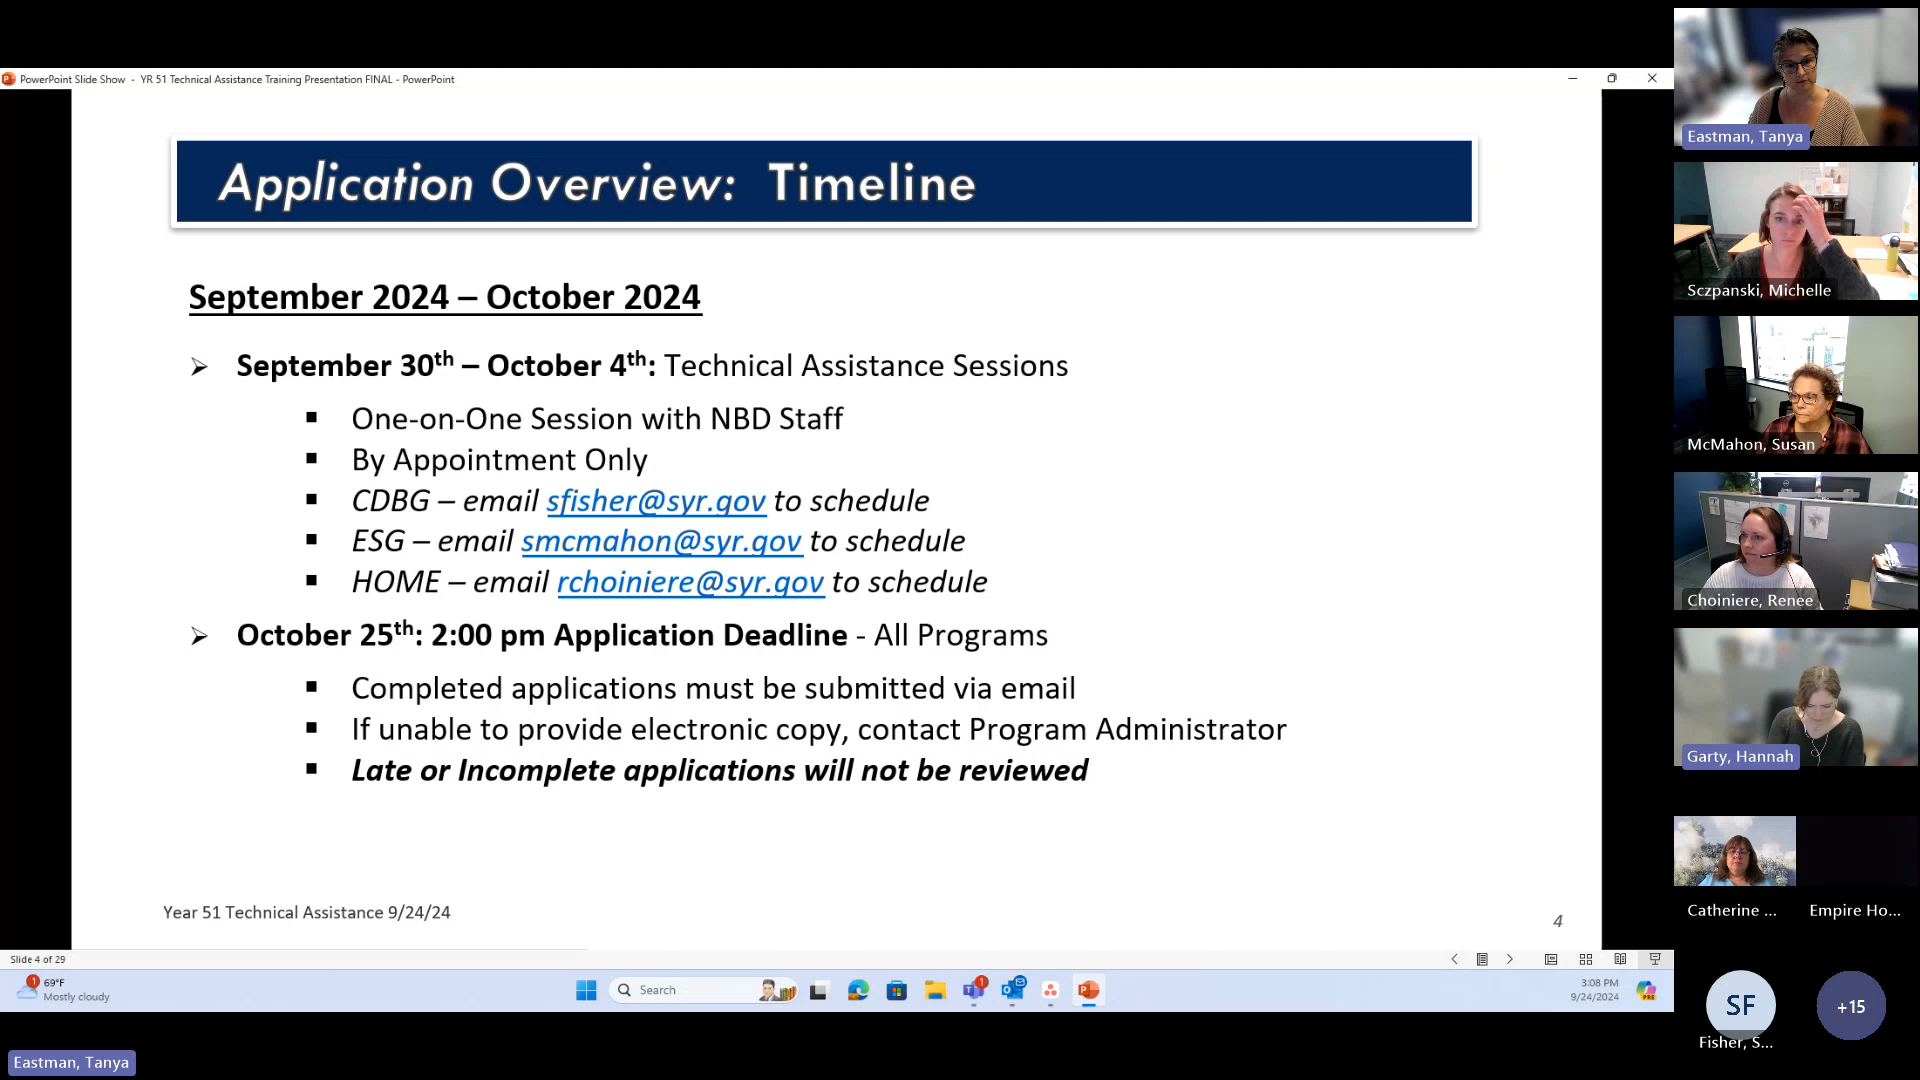 PowerPoint Slide Show - YR 51 Technical Assistance Training Presentation FINAL - PowerPoint
Application Overview: Timeline
September 2024 – October 2024
➢ September 30th – October 4th: Technical Assistance Sessions
▪ One-on-One Session with NBD Staff
▪ By Appointment Only
▪ CDBG – email sfisher@syr.gov to schedule
▪ ESG – email smcmahon@syr.gov to schedule
▪ HOME – email rchoiniere@syr.gov to schedule
➢ October 25th: 2:00 pm Application Deadline - All Programs
▪ Completed applications must be submitted via email
▪ If unable to provide electronic copy, contact Program Administrator
▪ Late or Incomplete applications will not be reviewed
Year 51 Technical Assistance 9/24/24
4
Slide 4 of 29
1
69°F
Mostly cloudy
Search
1
3:08 PM
9/24/2024
PRE
Eastman, Tanya
Eastman, Tanya
Sczpanski, Michelle
McMahon, Susan
Choiniere, Renee
Garty, Hannah
Catherine ...
Empire Ho...
SF
+15
Fisher, S...